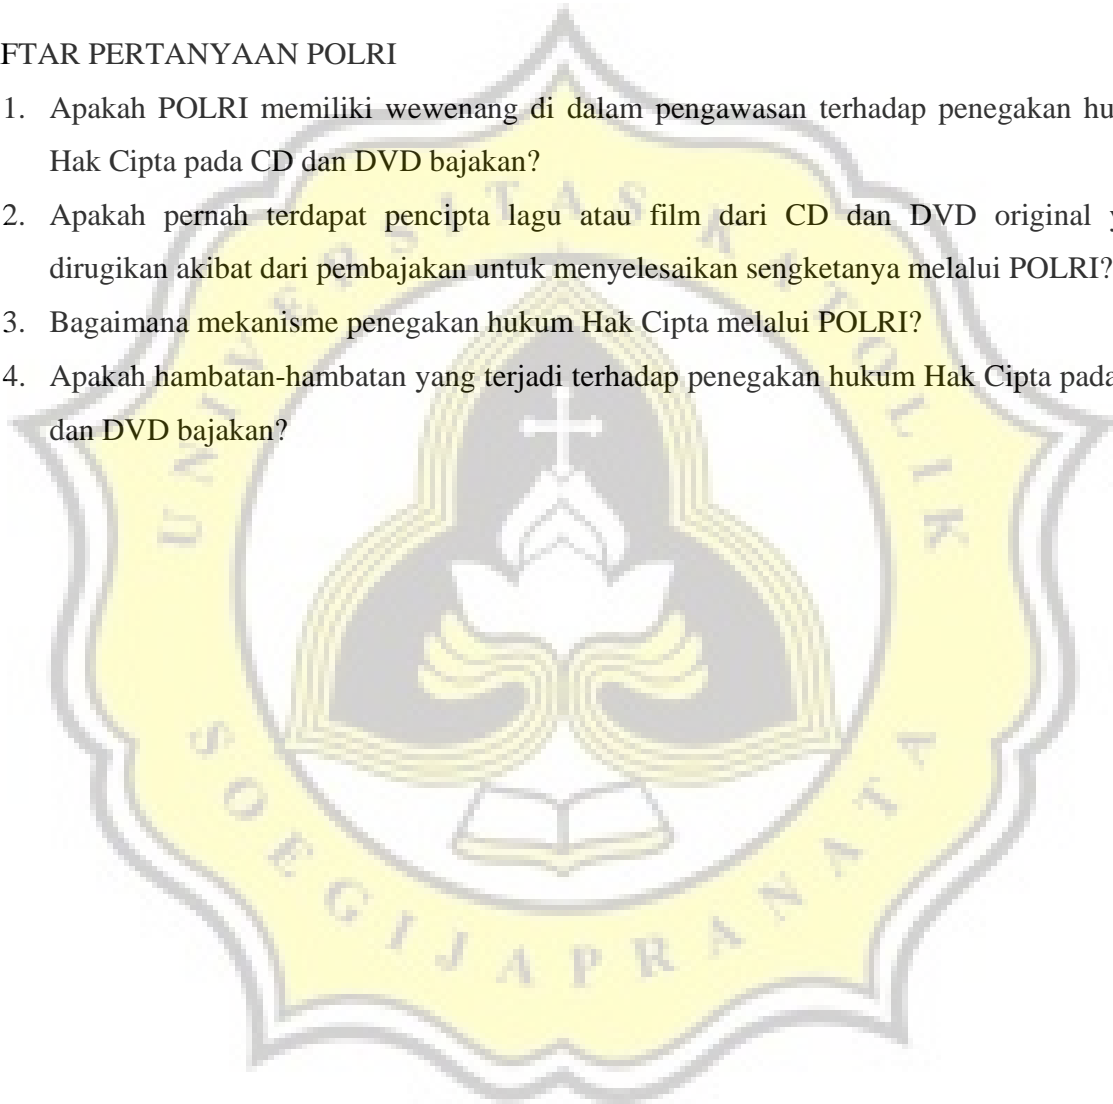 FTAR PERTANYAAN POLRI
1. Apakah POLRI memiliki wewenang di dalam pengawasan terhadap penegakan hu
Hak Cipta pada CD dan DVD bajakan?
2. Apakah pernah terdapat pencipta lagu atau film dari CD dan DVD original y
dirugikan akibat dari pembajakan untuk menyelesaikan sengketanya melalui POLRI?
3. Bagaimana mekanisme penegakan hukum Hak Cipta melalui POLRI?
4. Apakah hambatan-hambatan yang terjadi terhadap penegakan hukum Hak Cipta pada
dan DVD bajakan?
UNIVERSITAS KATOLIK
SOEGIJAPRANATA